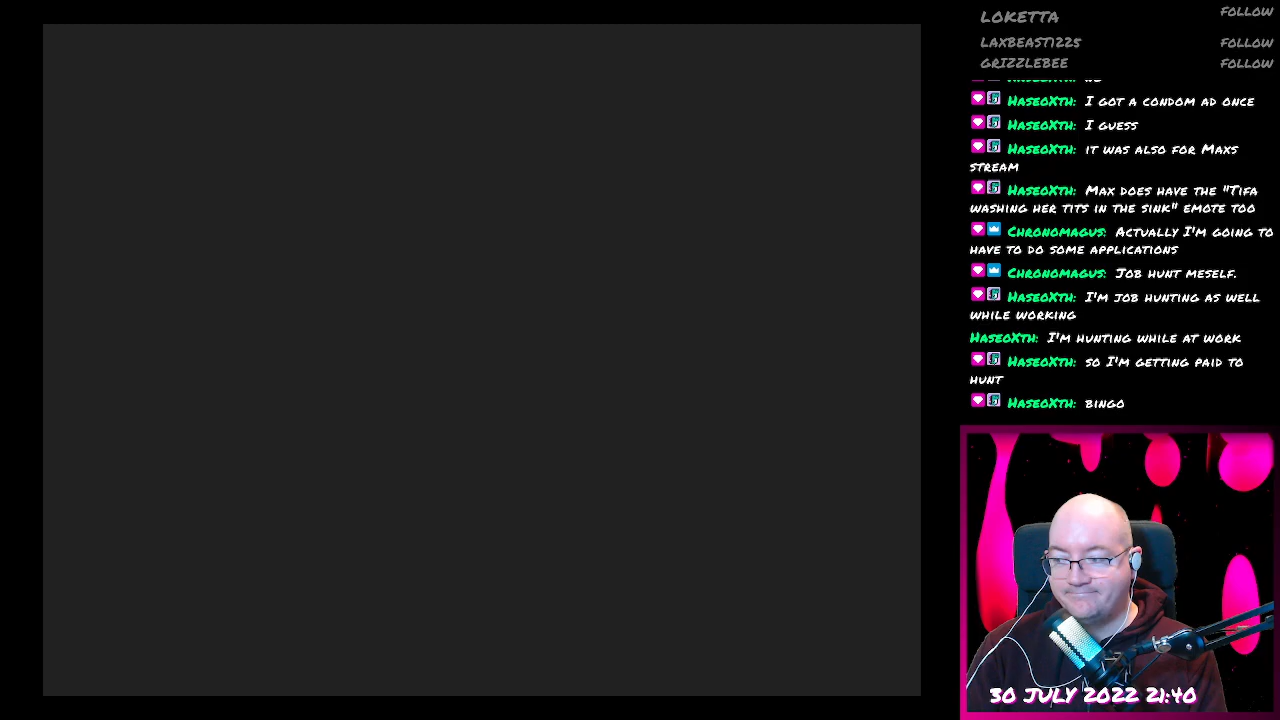 LOKETTA FOLLOW
LAXBEAST1225 FOLLOW
GRIZZLEBEE FOLLOW
HaseoXth: I got a condom ad once
HaseoXth: I guess
HaseoXth: it was also for Maxs
stream
HaseoXth: Max does have the "Tifa
washing her tits in the sink" emote too
Chronomagus: Actually I'm going to
have to do some applications
Chronomagus: Job hunt meself.
HaseoXth: I'm job hunting as well
while working
HaseoXth: I'm hunting while at work
HaseoXth: so I'm getting paid to
hunt
HaseoXth: bingo
30 JULY 2022 21:40